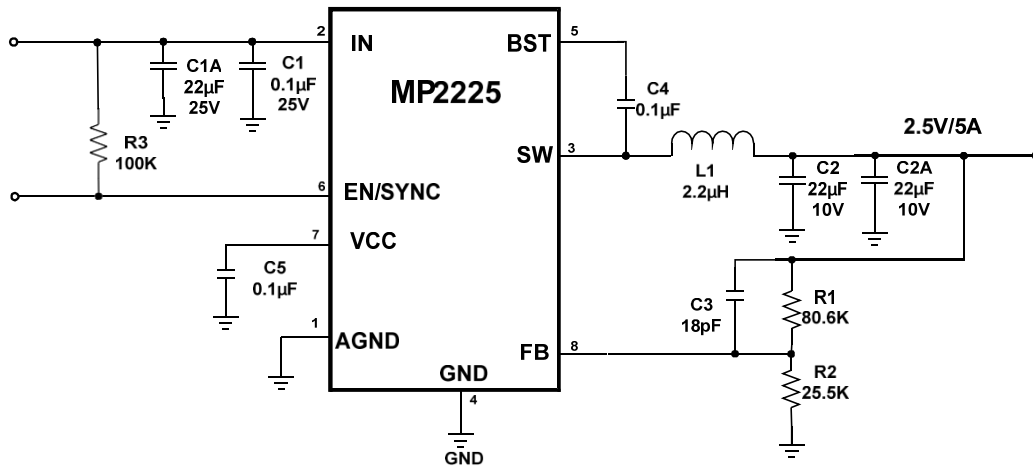 2
IN
BST
5
C1A
22µF
25V
C1
0.1µF
25V
MP2225
C4
0.1µF
2.5V/5A
R3
100K
SW
3
L1
2.2µH
C2
22µF
10V
C2A
22µF
10V
6
EN/SYNC
7
VCC
C5
0.1µF
C3
18pF
R1
80.6K
1
AGND
FB
8
GND
4
R2
25.5K
GND